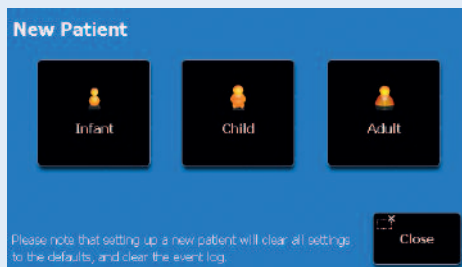 New Patient
Infant
Child
Adult
Please note that setting up a new patient will clear all settings
to the defaults, and clear the event log.
Close